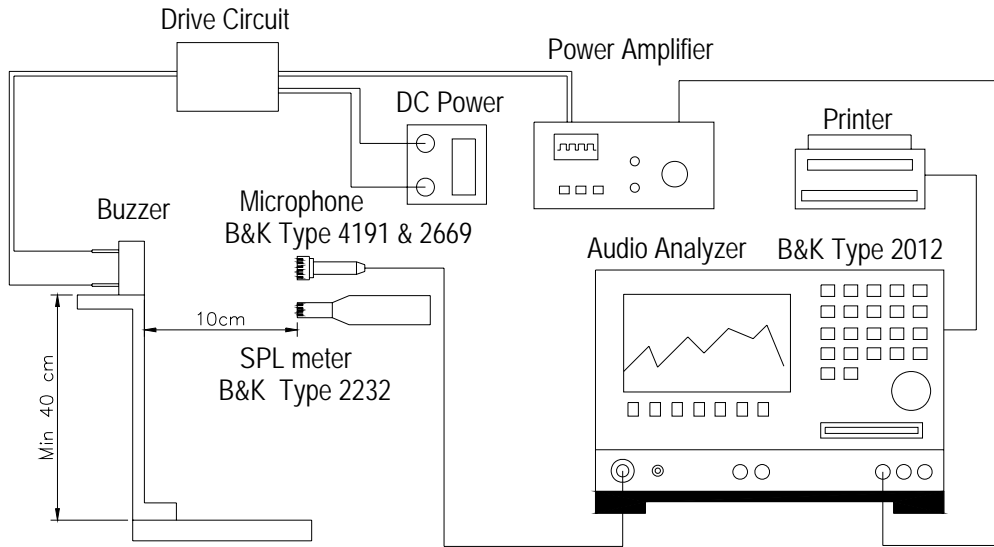 Drive Circuit
Power Amplifier
DC Power
Printer
Buzzer
Microphone
B&K Type 4191 & 2669
Audio Analyzer
B&K Type 2012
10cm
SPL meter
B&K Type 2232
Min 40 cm